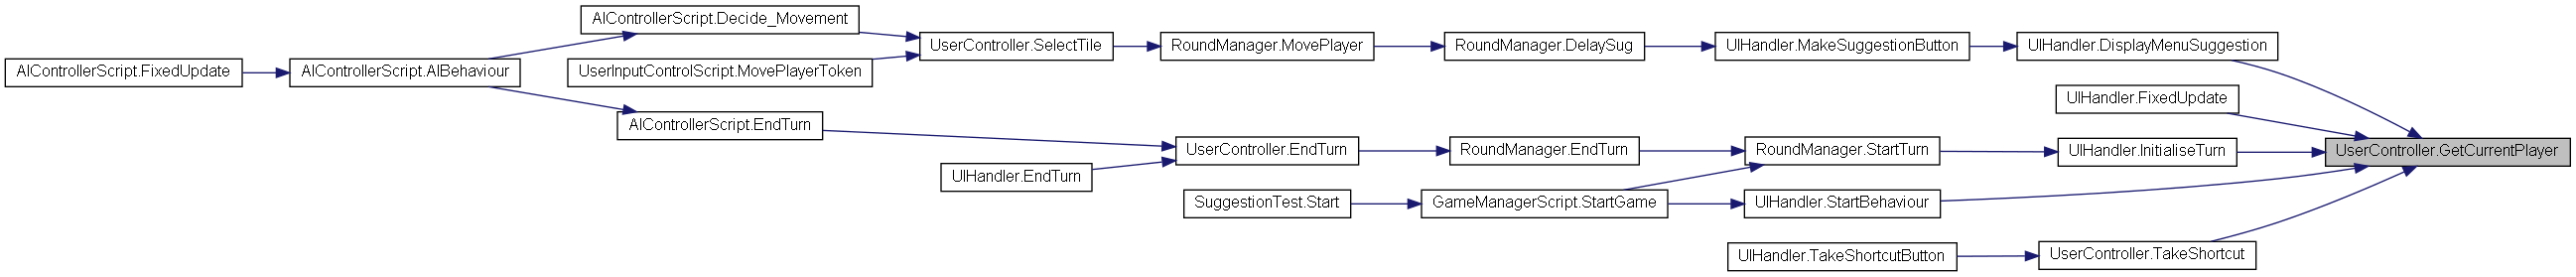 AIControllerScript.Decide_Movement
UserController.SelectTile
RoundManager.MovePlayer
RoundManager.DelaySug
UIHandler.MakeSuggestionButton
UIHandler.DisplayMenuSuggestion
AIControllerScript.FixedUpdate
AIControllerScript.AIBehaviour
UserInputControlScript.MovePlayerToken
UIHandler.FixedUpdate
AIControllerScript.EndTurn
UserController.EndTurn
RoundManager.EndTurn
RoundManager.StartTurn
UIHandler.InitialiseTurn
UserController.GetCurrentPlayer
UIHandler.EndTurn
SuggestionTest.Start
GameManagerScript.StartGame
UIHandler.StartBehaviour
UIHandler.TakeShortcutButton
UserController.TakeShortcut